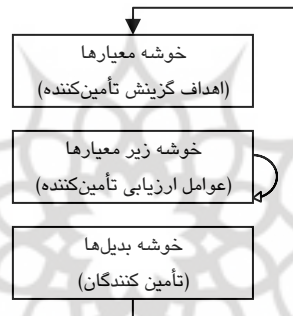 خوشه معیارها
(اهداف گزینش تأمین‌کننده)
خوشه زیر معیارها
(عوامل ارزیابی تأمین‌کننده)
خوشه بدیل‌ها
(تأمین کنندگان)